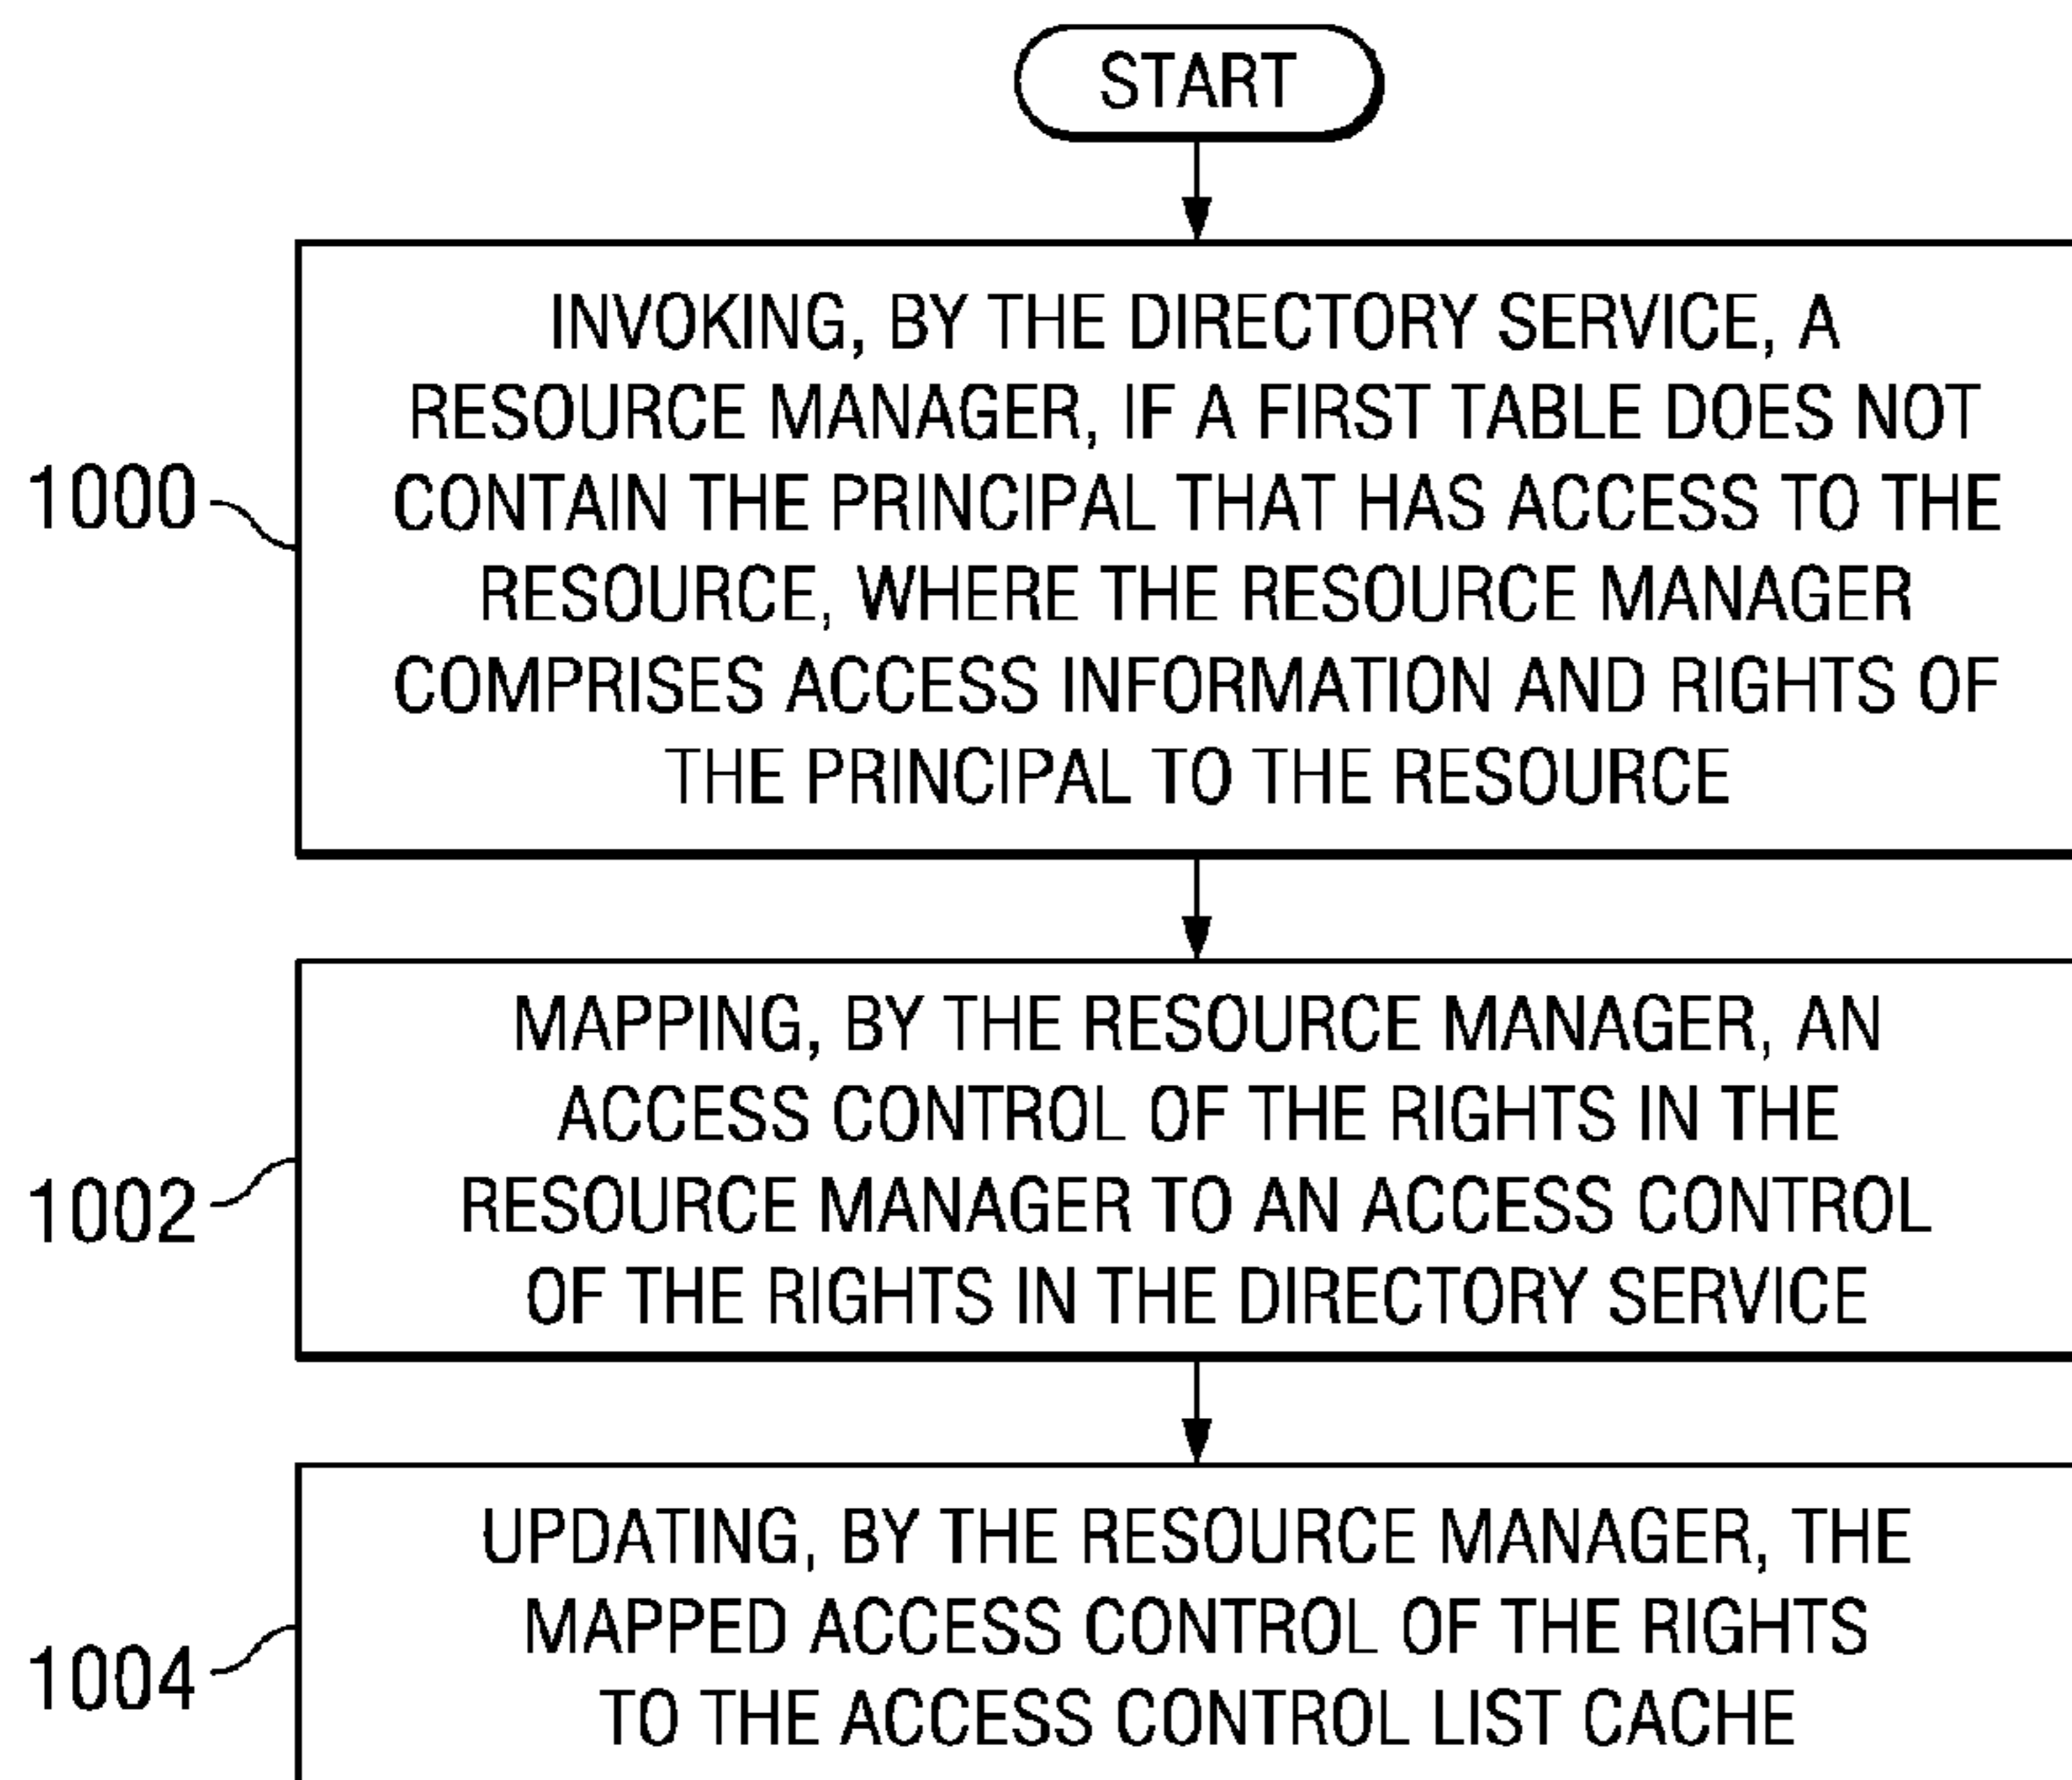 START
INVOKING, BY THE DIRECTORY SERVICE, A
RESOURCE MANAGER, IF A FIRST TABLE DOES NOT
CONTAIN THE PRINCIPAL THAT HAS ACCESS TO THE
RESOURCE, WHERE THE RESOURCE MANAGER
COMPRISES ACCESS INFORMATION AND RIGHTS OF
THE PRINCIPAL TO THE RESOURCE
1000
MAPPING, BY THE RESOURCE MANAGER, AN
ACCESS CONTROL OF THE RIGHTS IN THE
RESOURCE MANAGER TO AN ACCESS CONTROL
OF THE RIGHTS IN THE DIRECTORY SERVICE
1002
UPDATING, BY THE RESOURCE MANAGER, THE
MAPPED ACCESS CONTROL OF THE RIGHTS
TO THE ACCESS CONTROL LIST CACHE
1004